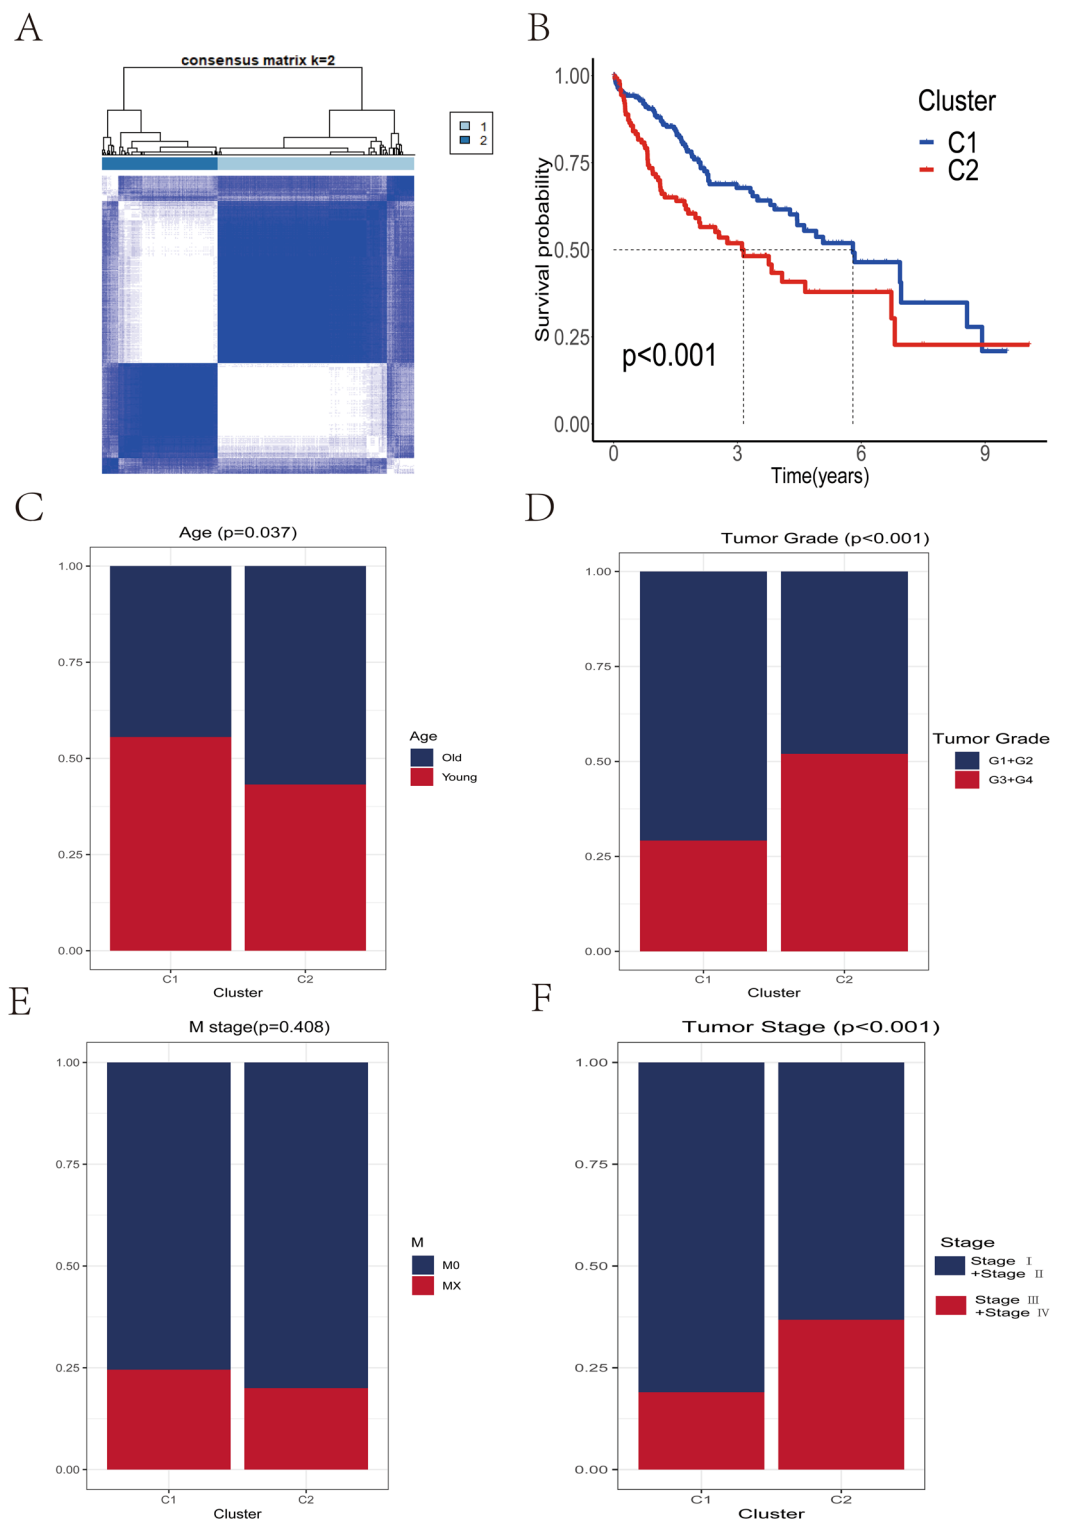 A
consensus matrix k=2
1
2
B
1.00
0.75
0.50
0.25
0.00
Survival probability
Cluster
C1
C2
p<0.001
0
3
6
9
Time(years)
C
Age (p=0.037)
1.00
0.75
0.50
0.25
0.00
C1
C2
Cluster
Age
Old
Young
D
Tumor Grade (p<0.001)
1.00
0.75
0.50
0.25
0.00
C1
C2
Cluster
Tumor Grade
G1+G2
G3+G4
E
M stage(p=0.408)
1.00
0.75
0.50
0.25
0.00
C1
C2
Cluster
M
M0
MX
F
Tumor Stage (p<0.001)
1.00
0.75
0.50
0.25
0.00
C1
C2
Cluster
Stage
Stage Ⅰ
+Stage Ⅱ
Stage Ⅲ
+Stage Ⅳ